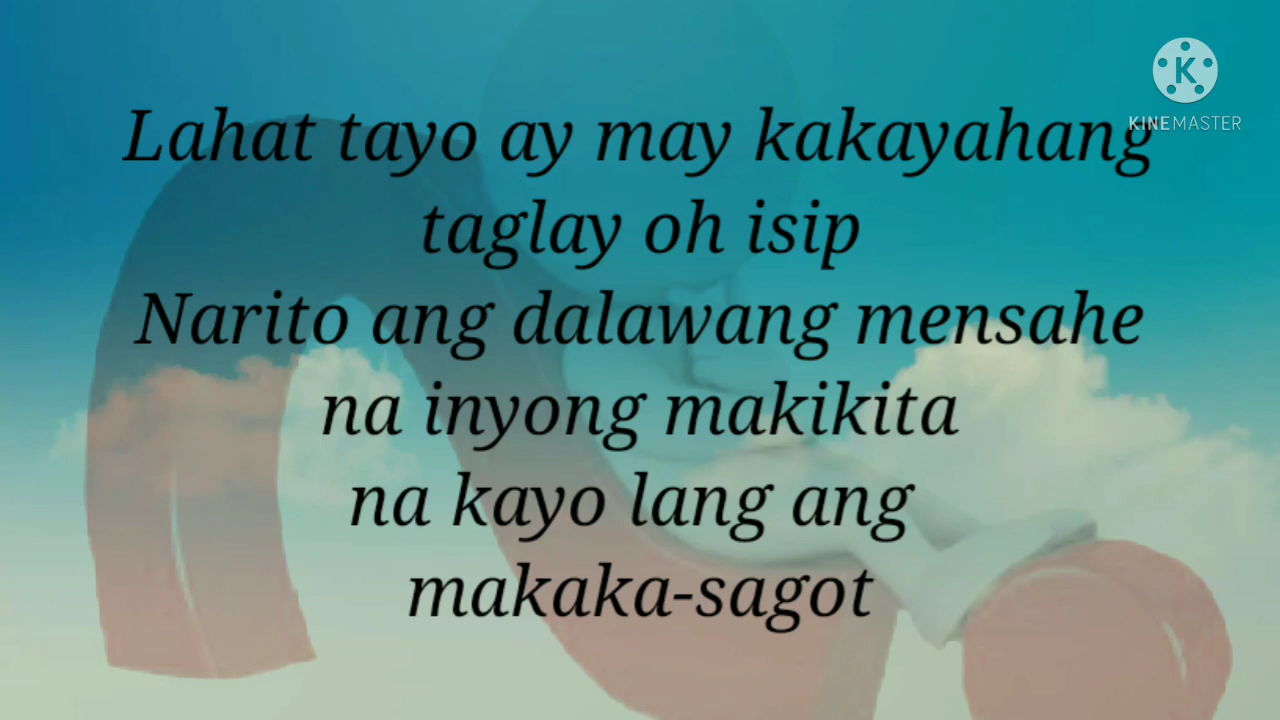 Lahat tayo ay may kakayahang
taglay oh isip
Narito ang dalawang mensahe
na inyong makikita
na kayo lang ang
makaka-sagot
K
KINEMASTER